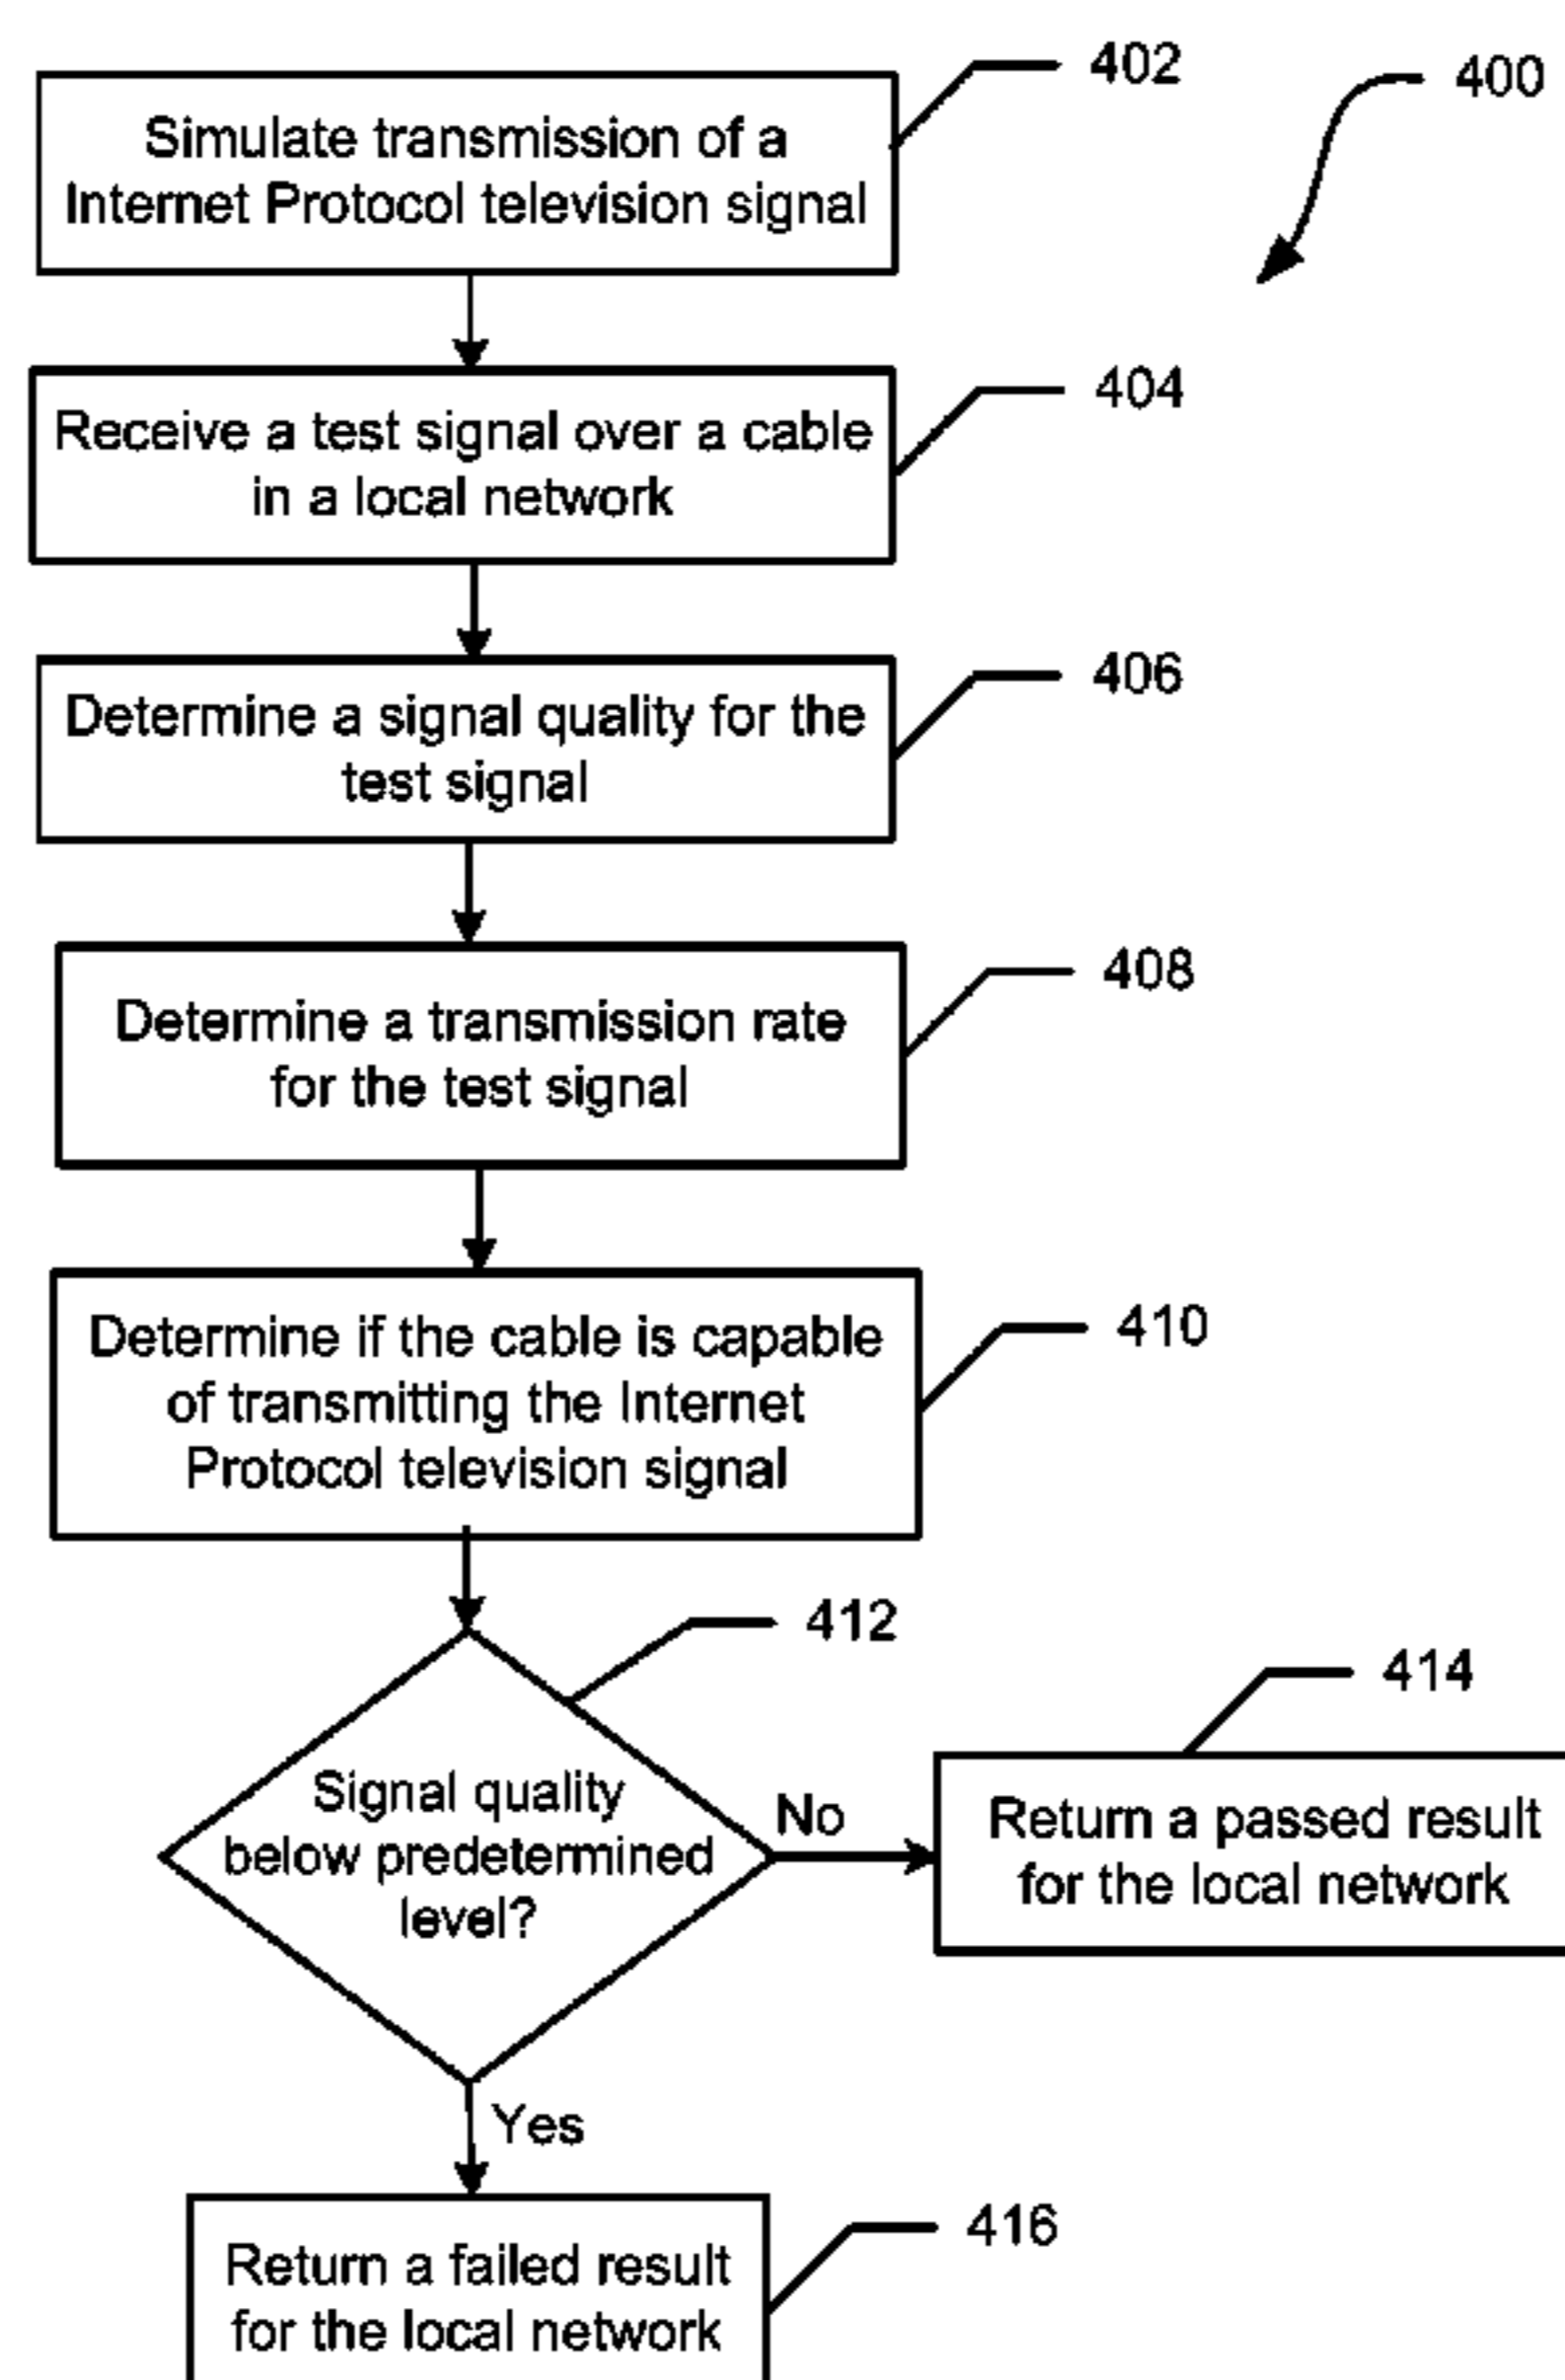 402
400
Simulate transmission of a
Internet Protocol television signal
404
Receive a test signal over a cable
in a local network
406
Determine a signal quality for the
test signal
408
Determine a transmission rate
for the test signal
410
Determine if the cable is capable
of transmitting the Internet
Protocol television signal
412
414
Signal quality
below predetermined
level?
No
Return a passed result
for the local network
Yes
416
Return a failed result
for the local network